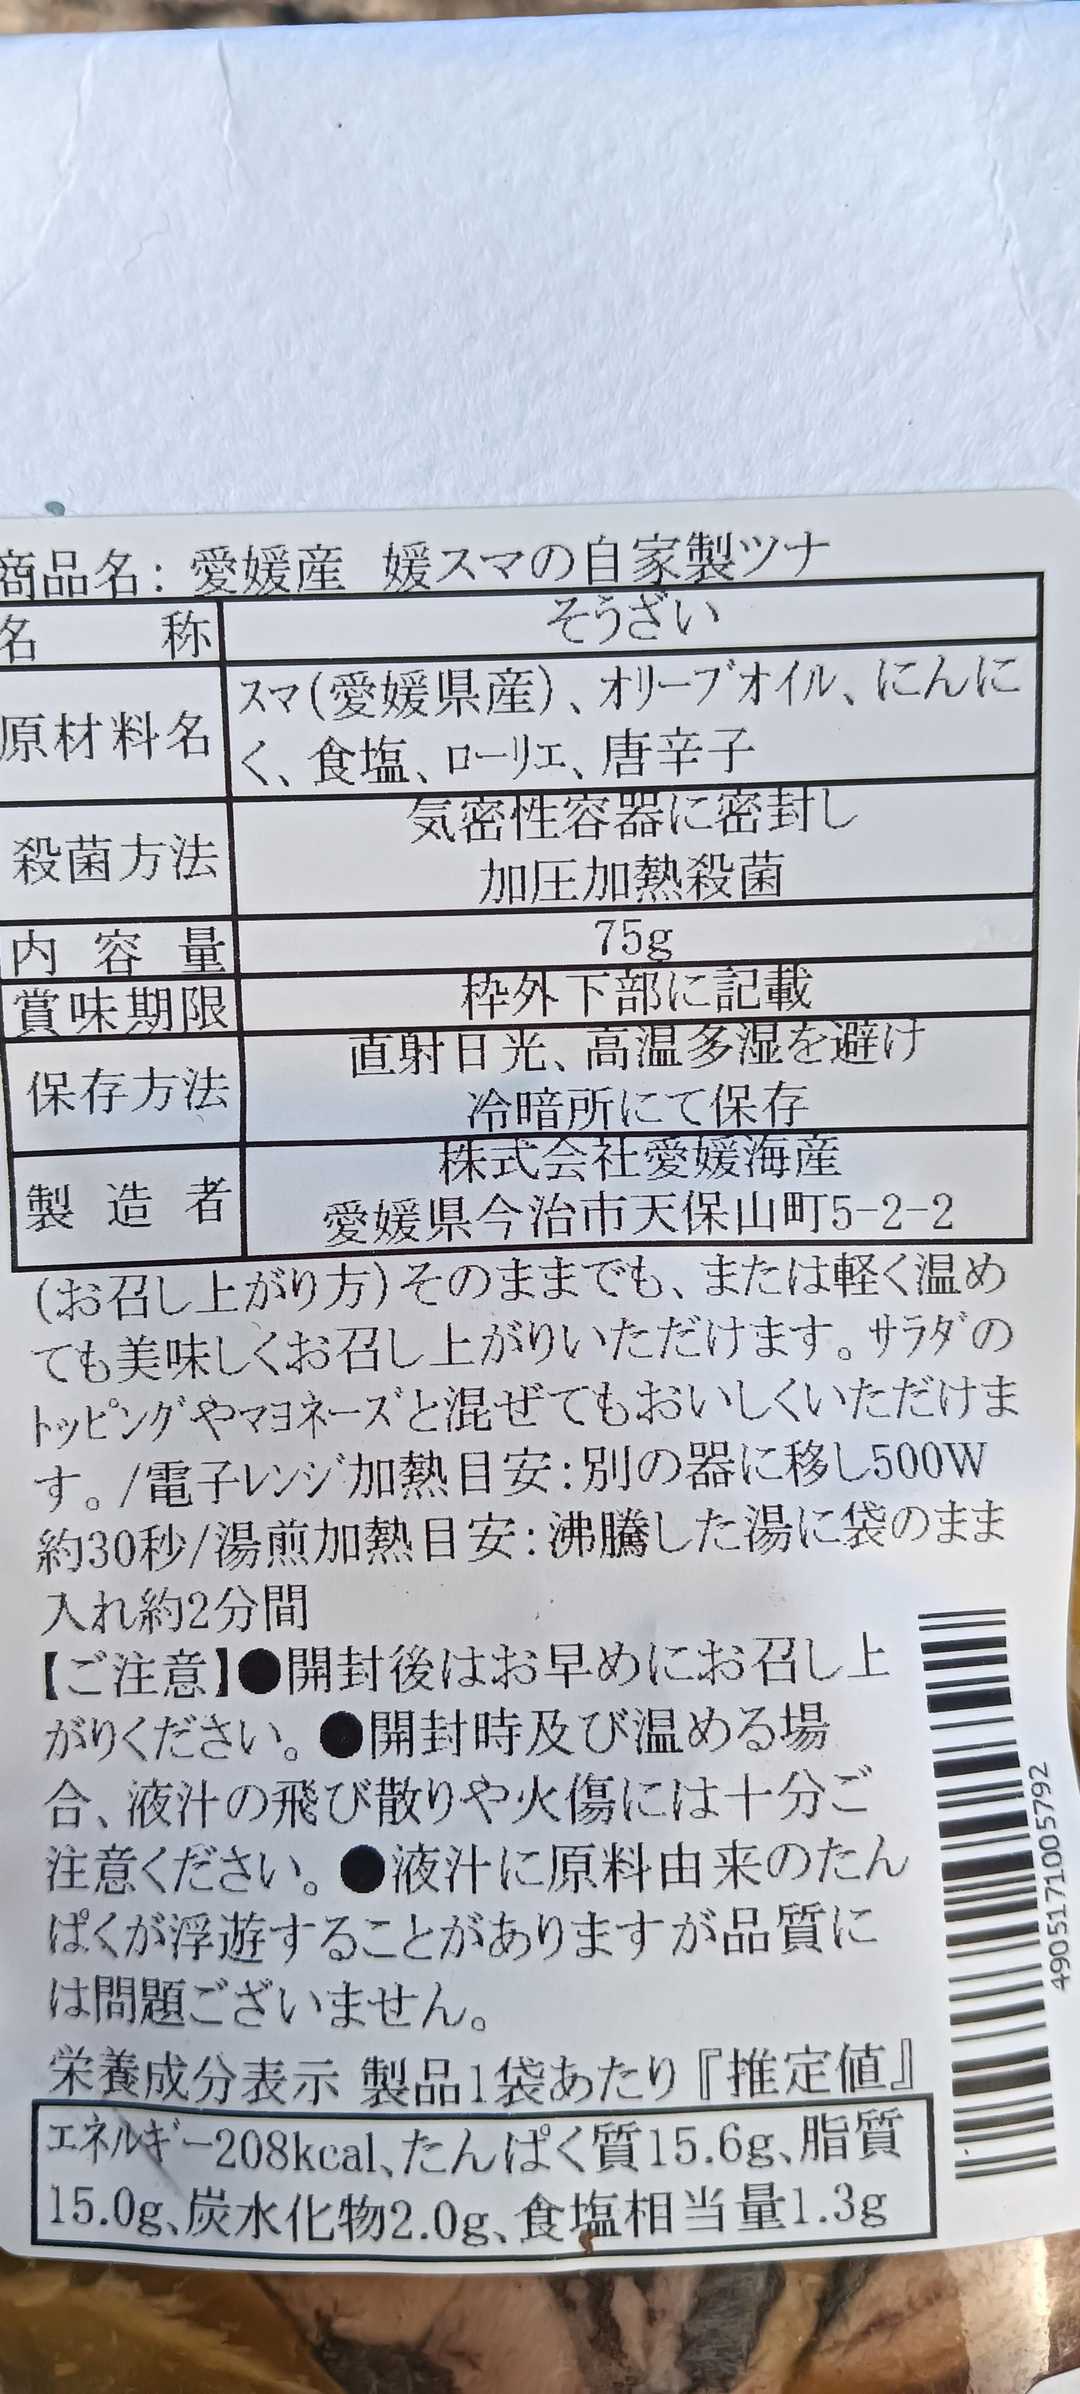 商品名：愛媛産 媛スマの自家製ツナ
名称 そうざい
原材料名 スマ(愛媛県産)、オリーブオイル、にんに
く、食塩、ローリエ、唐辛子
殺菌方法 気密性容器に密封し
加圧加熱殺菌
内容量 75g
賞味期限 枠外下部に記載
保存方法 直射日光、高温多湿を避け
冷暗所にて保存
製造者 株式会社愛媛海産
愛媛県今治市天保山町5-2-2
(お召し上がり方)そのままでも、または軽く温め
ても美味しくお召し上がりいただけます。サラダの
トッピングやマヨネーズと混ぜてもおいしくいただけま
す。/電子レンジ加熱目安:別の器に移し500W
約30秒/湯煎加熱目安:沸騰した湯に袋のまま
入れ約2分間
【ご注意】●開封後はお早めにお召し上
がりください。●開封時及び温める場
合、液汁の飛び散りや火傷には十分ご
注意ください。●液汁に原料由来のたん
ぱくが浮遊することがありますが品質に
は問題ございません。
栄養成分表示 製品1袋あたり『推定値』
エネルギー208kcal、たんぱく質15.6g、脂質
15.0g、炭水化物2.0g、食塩相当量1.3g
4905171005792